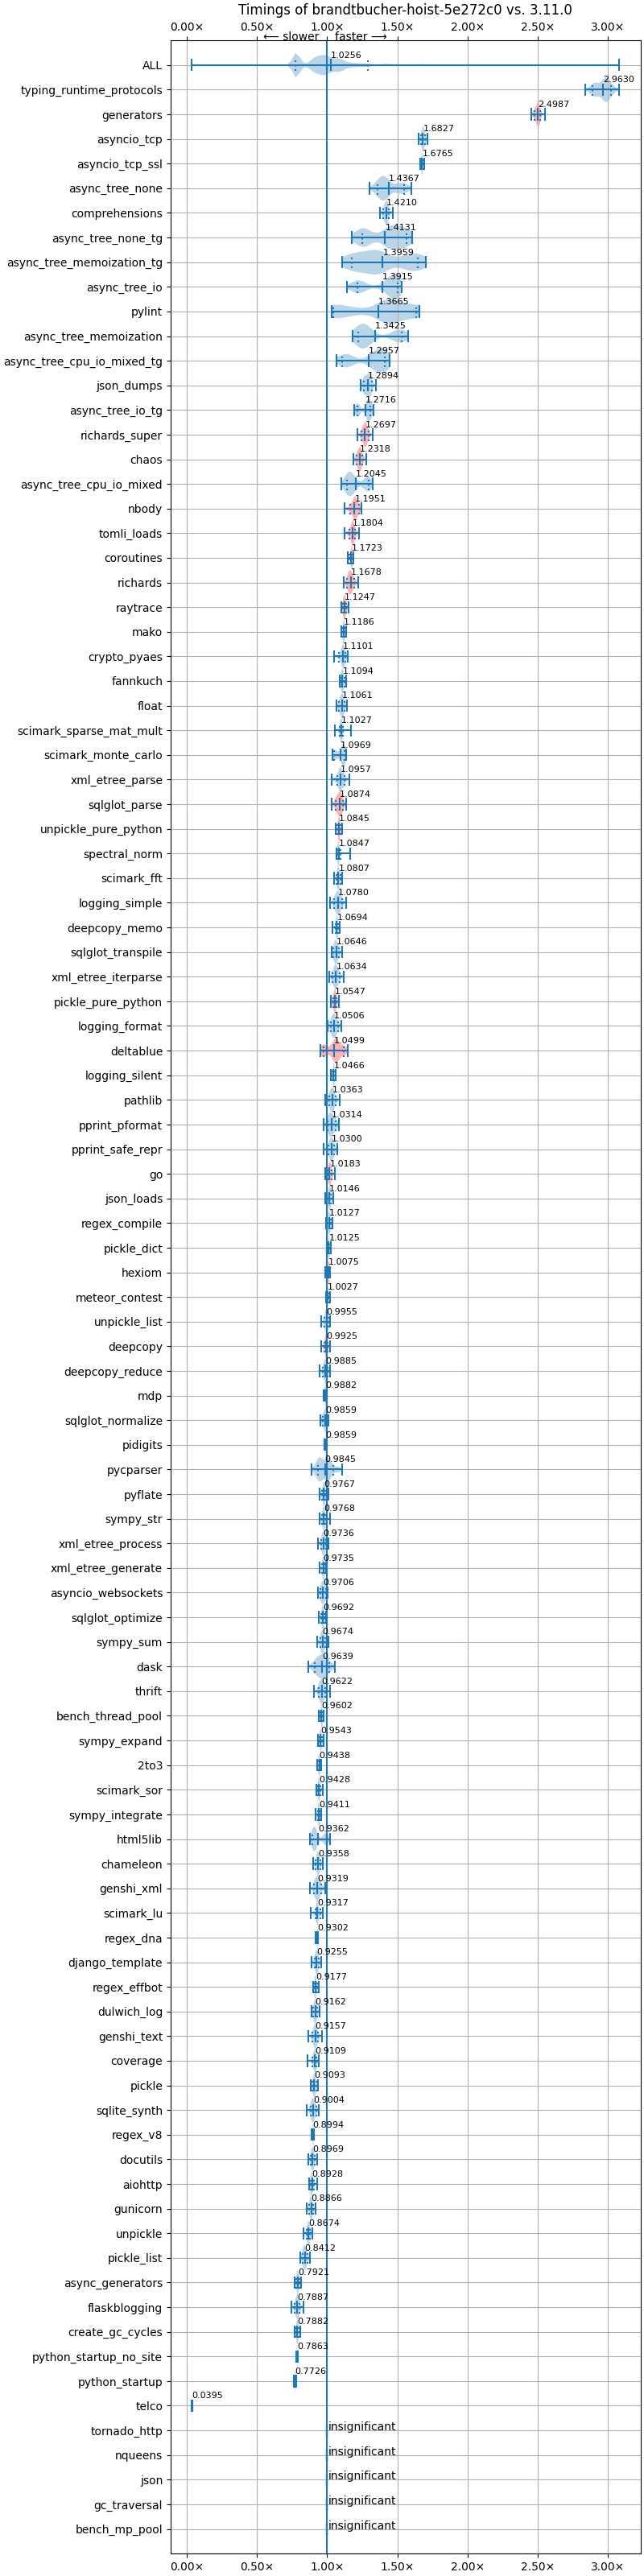 Timings of brandtbucher-hoist-5e272c0 vs. 3.11.0
0.00× 0.50× 1.00× 1.50× 2.00× 2.50× 3.00×
← slower faster →
ALL 1.0256
typing_runtime_protocols 2.9630
generators 2.4987
asyncio_tcp 1.6827
asyncio_tcp_ssl 1.6765
async_tree_none 1.4367
comprehensions 1.4210
async_tree_none_tg 1.4131
async_tree_memoization_tg 1.3959
async_tree_io 1.3915
pylint 1.3665
async_tree_memoization 1.3425
async_tree_cpu_io_mixed_tg 1.2957
json_dumps 1.2894
async_tree_io_tg 1.2716
richards_super 1.2697
chaos 1.2318
async_tree_cpu_io_mixed 1.2045
nbody 1.1951
tomli_loads 1.1804
coroutines 1.1723
richards 1.1678
raytrace 1.1247
mako 1.1186
crypto_pyaes 1.1101
fannkuch 1.1094
float 1.1061
scimark_sparse_mat_mult 1.1027
scimark_monte_carlo 1.0969
xml_etree_parse 1.0957
sqlglot_parse 1.0874
unpickle_pure_python 1.0845
spectral_norm 1.0847
scimark_fft 1.0807
logging_simple 1.0780
deepcopy_memo 1.0694
sqlglot_transpile 1.0646
xml_etree_iterparse 1.0634
pickle_pure_python 1.0547
logging_format 1.0506
deltablue 1.0499
logging_silent 1.0466
pathlib 1.0363
pprint_pformat 1.0314
pprint_safe_repr 1.0300
go 1.0183
json_loads 1.0146
regex_compile 1.0127
pickle_dict 1.0125
hexiom 1.0075
meteor_contest 1.0027
unpickle_list 0.9955
deepcopy 0.9925
deepcopy_reduce 0.9885
mdp 0.9882
sqlglot_normalize 0.9859
pidigits 0.9859
pycparser 0.9845
pyflate 0.9767
sympy_str 0.9768
xml_etree_process 0.9736
xml_etree_generate 0.9735
asyncio_websockets 0.9706
sqlglot_optimize 0.9692
sympy_sum 0.9674
dask 0.9639
thrift 0.9622
bench_thread_pool 0.9602
sympy_expand 0.9543
2to3 0.9438
scimark_sor 0.9428
sympy_integrate 0.9411
html5lib 0.9362
chameleon 0.9358
genshi_xml 0.9319
scimark_lu 0.9317
regex_dna 0.9302
django_template 0.9255
regex_effbot 0.9177
dulwich_log 0.9162
genshi_text 0.9157
coverage 0.9109
pickle 0.9093
sqlite_synth 0.9004
regex_v8 0.8994
docutils 0.8969
aiohttp 0.8928
gunicorn 0.8866
unpickle 0.8674
pickle_list 0.8412
async_generators 0.7921
flaskblogging 0.7887
create_gc_cycles 0.7882
python_startup_no_site 0.7863
python_startup 0.7726
telco 0.0395
tornado_http insignificant
nqueens insignificant
json insignificant
gc_traversal insignificant
bench_mp_pool insignificant
0.00× 0.50× 1.00× 1.50× 2.00× 2.50× 3.00×